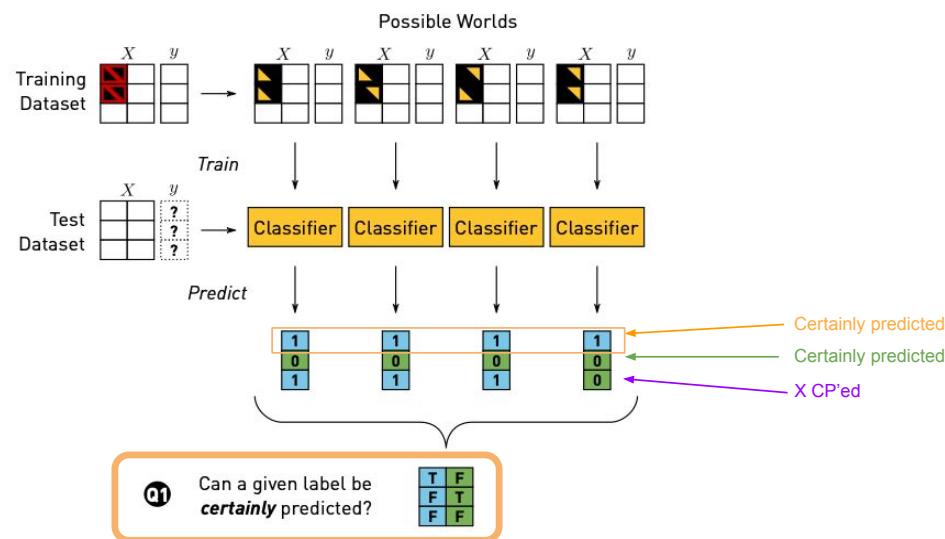 Possible Worlds
X y X y X y X y X y
Training
Dataset
Train
X y
Test
Dataset
?
?
?
Classifier Classifier Classifier Classifier
Predict
1 1 1 1
0 0 0 0
1 1 1 0
Certainly predicted
Certainly predicted
X CP'ed
Q1
Can a given label be
certainly predicted?
T F
F T
F F